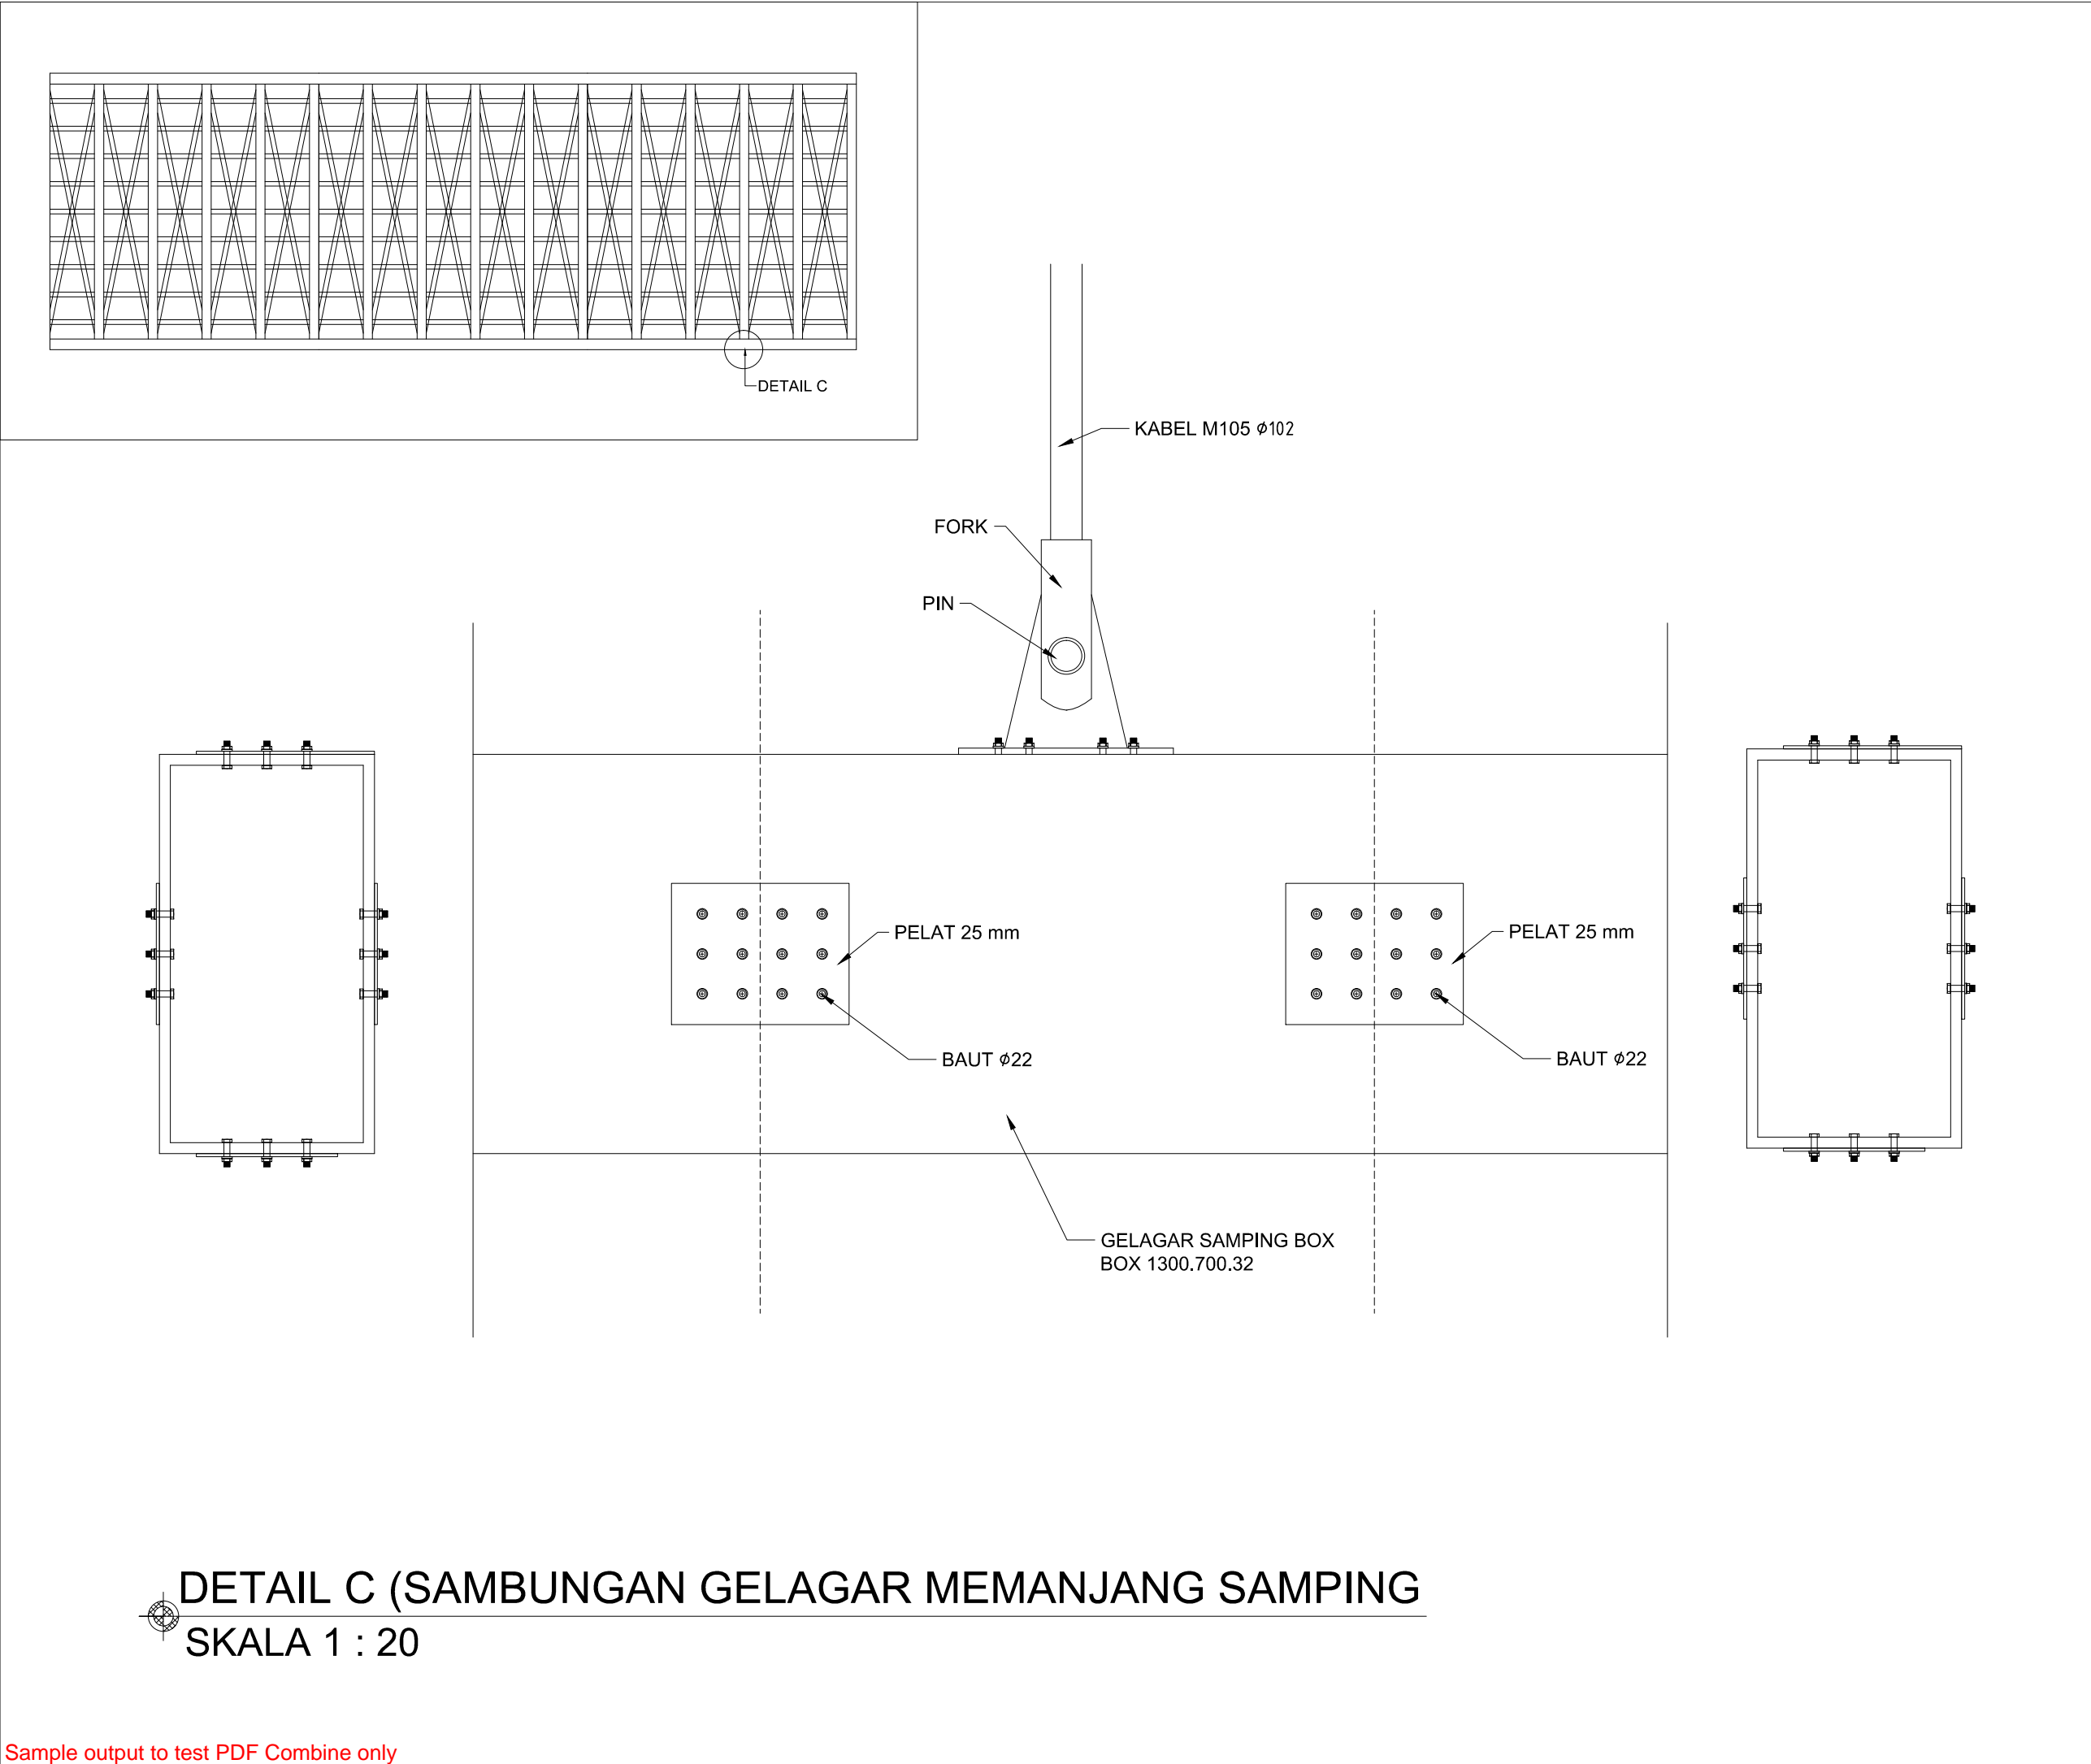 DETAIL C
KABEL M105 ϕ102
FORK
PIN
PELAT 25 mm
PELAT 25 mm
BAUT ϕ22
BAUT ϕ22
GELAGAR SAMPING BOX
BOX 1300.700.32
DETAIL C (SAMBUNGAN GELAGAR MEMANJANG SAMPING
SKALA 1 : 20
Sample output to test PDF Combine only